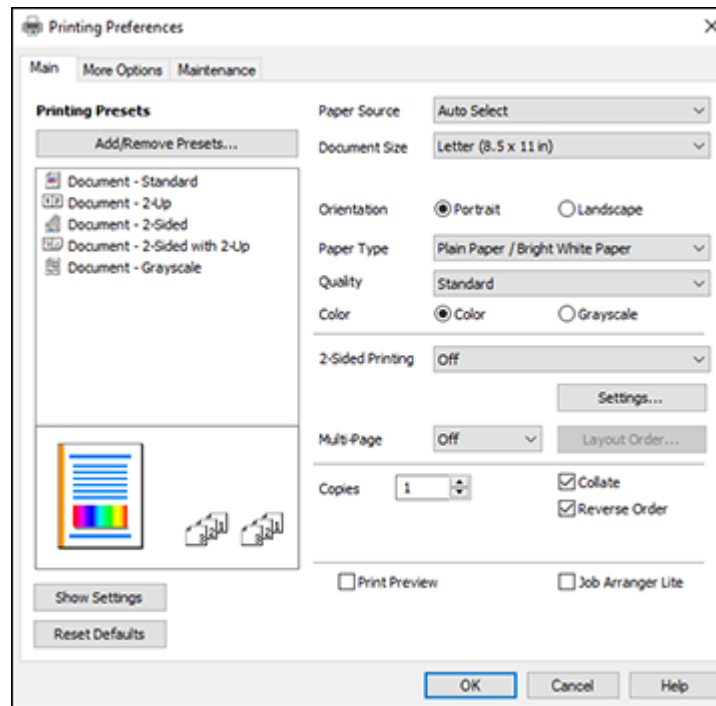 Printing Preferences
Main More Options Maintenance
Printing Presets
Add/Remove Presets...
Document - Standard
Document - 2-Up
Document - 2-Sided
Document - 2-Sided with 2-Up
Document - Grayscale
Show Settings
Reset Defaults
Paper Source Auto Select
Document Size Letter (8.5 x 11 in)
Orientation Portrait Landscape
Paper Type Plain Paper / Bright White Paper
Quality Standard
Color Color Grayscale
2-Sided Printing Off
Settings...
Multi-Page Off Layout Order...
Copies 1 Collate
Reverse Order
Print Preview Job Arranger Lite
OK Cancel Help